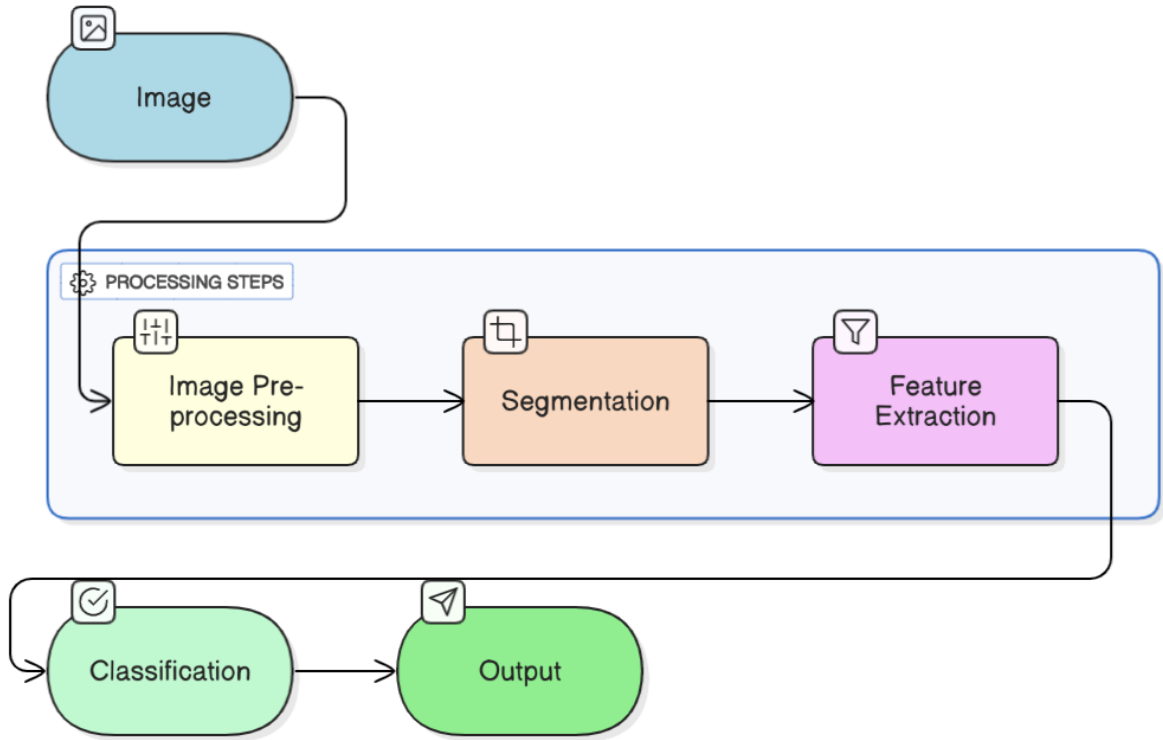 Image
PROCESSING STEPS
Image Pre-
processing
Segmentation
Feature
Extraction
Classification
Output